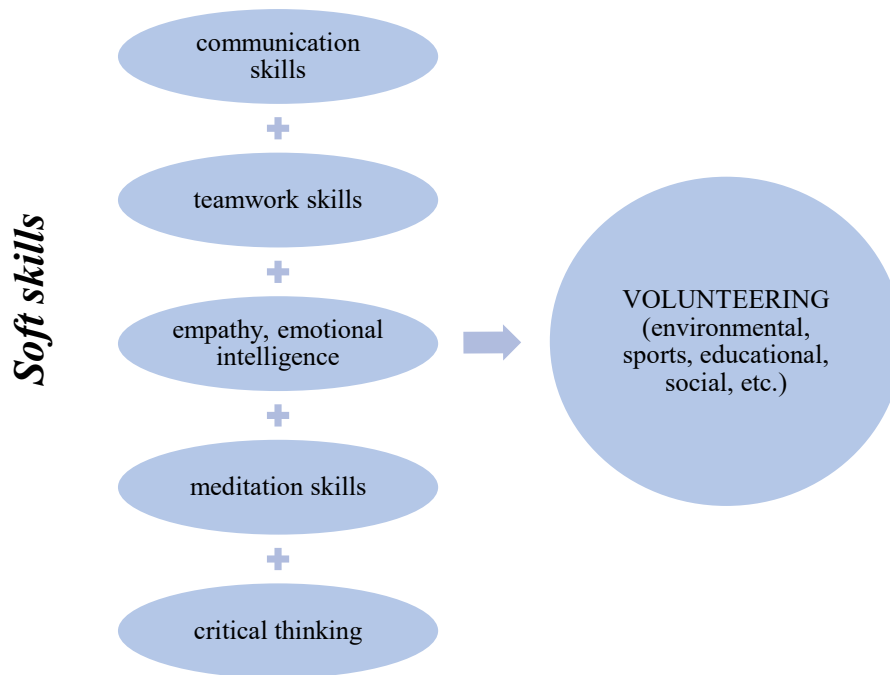 Soft skills
communication
skills
teamwork skills
empathy, emotional
intelligence
meditation skills
critical thinking
VOLUNTEERING
(environmental,
sports, educational,
social, etc.)